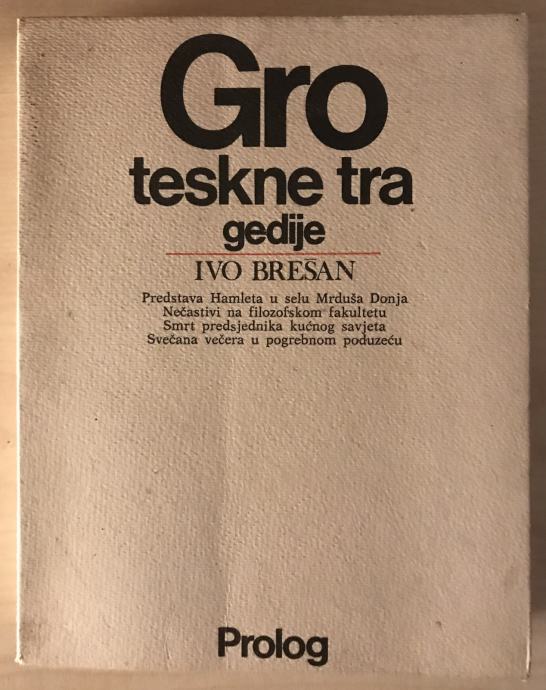 Gro
teskne tra
gedije
IVO BREŠAN
Predstava Hamleta u selu Mrduša Donja
Nečastivi na filozofskom fakultetu
Smrt predsjednika kućnog savjeta
Svečana večera u pogrebnom poduzeću
Prolog